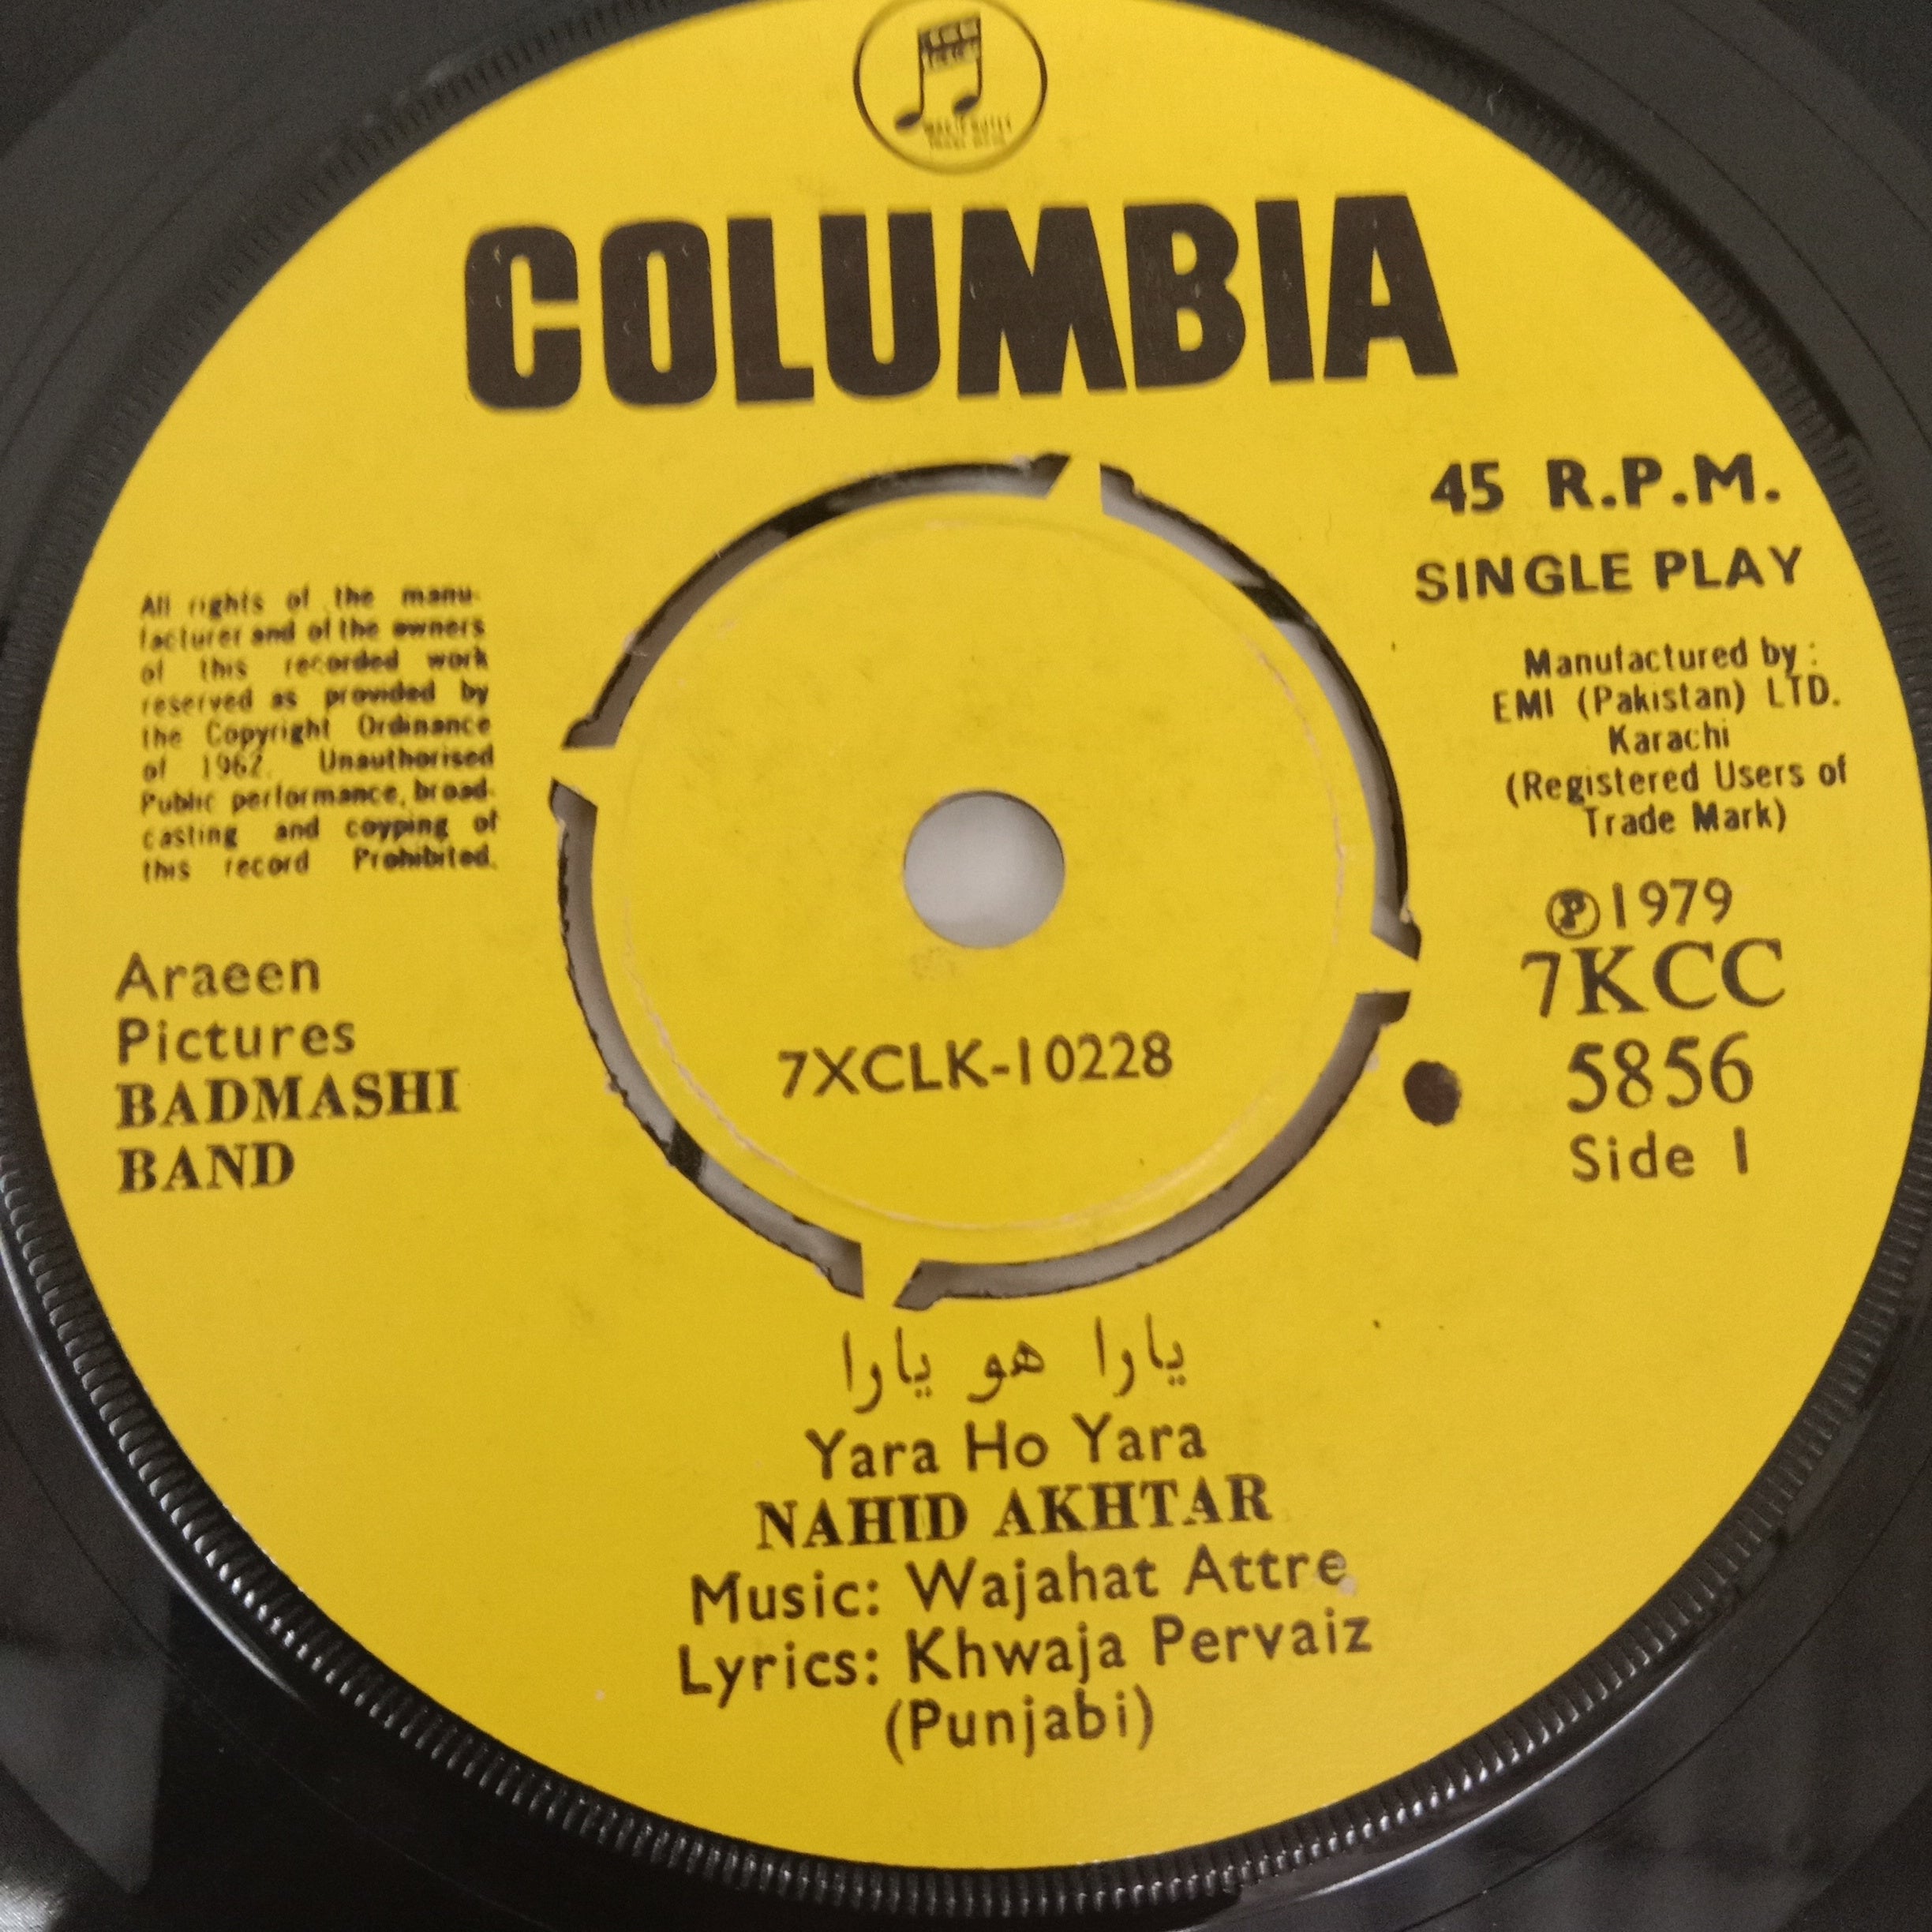 COLUMBIA
45 R.P.M.
SINGLE PLAY
Manufactured by :
EMI (Pakistan) LTD.
Karachi
(Registered Users of
Trade Mark)
Ⓟ1979
7KCC
5856
Side 1
All rights of the manu-
facturer and of the owners
of this recorded work
reserved as provided by
the Copyright Ordinance
of 1962. Unauthorised
Public performance, broad-
casting and coyping of
this record Prohibited.
Araeen
Pictures
BADMASHI
BAND
7XCLK-10228
یارا ھو یارا
Yara Ho Yara
NAHID AKHTAR
Music: Wajahat Attre
Lyrics: Khwaja Pervaiz
(Punjabi)